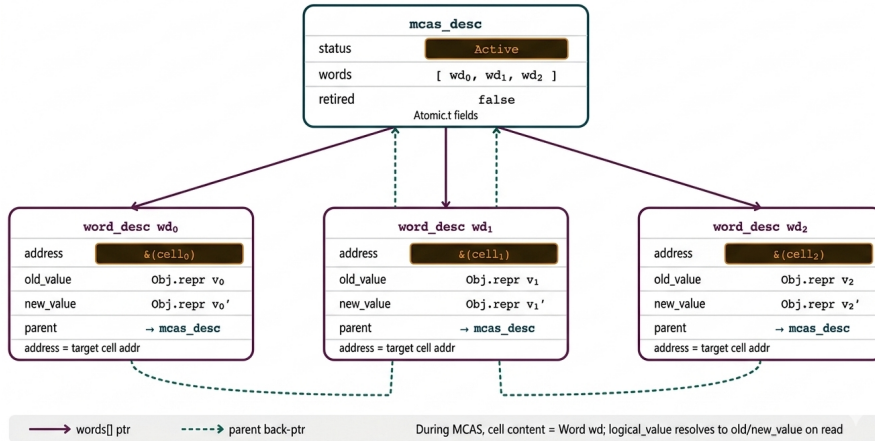 mcas_desc
status Active
words [ wd₀, wd₁, wd₂ ]
retired false
Atomic.t fields
word_desc wd₀
address &(cell₀)
old_value Obj.repr v₀
new_value Obj.repr v₀'
parent → mcas_desc
address = target cell addr
word_desc wd₁
address &(cell₁)
old_value Obj.repr v₁
new_value Obj.repr v₁'
parent → mcas_desc
address = target cell addr
word_desc wd₂
address &(cell₂)
old_value Obj.repr v₂
new_value Obj.repr v₂'
parent → mcas_desc
address = target cell addr
words[] ptr
parent back-ptr
During MCAS, cell content = Word wd; logical_value resolves to old/new_value on read